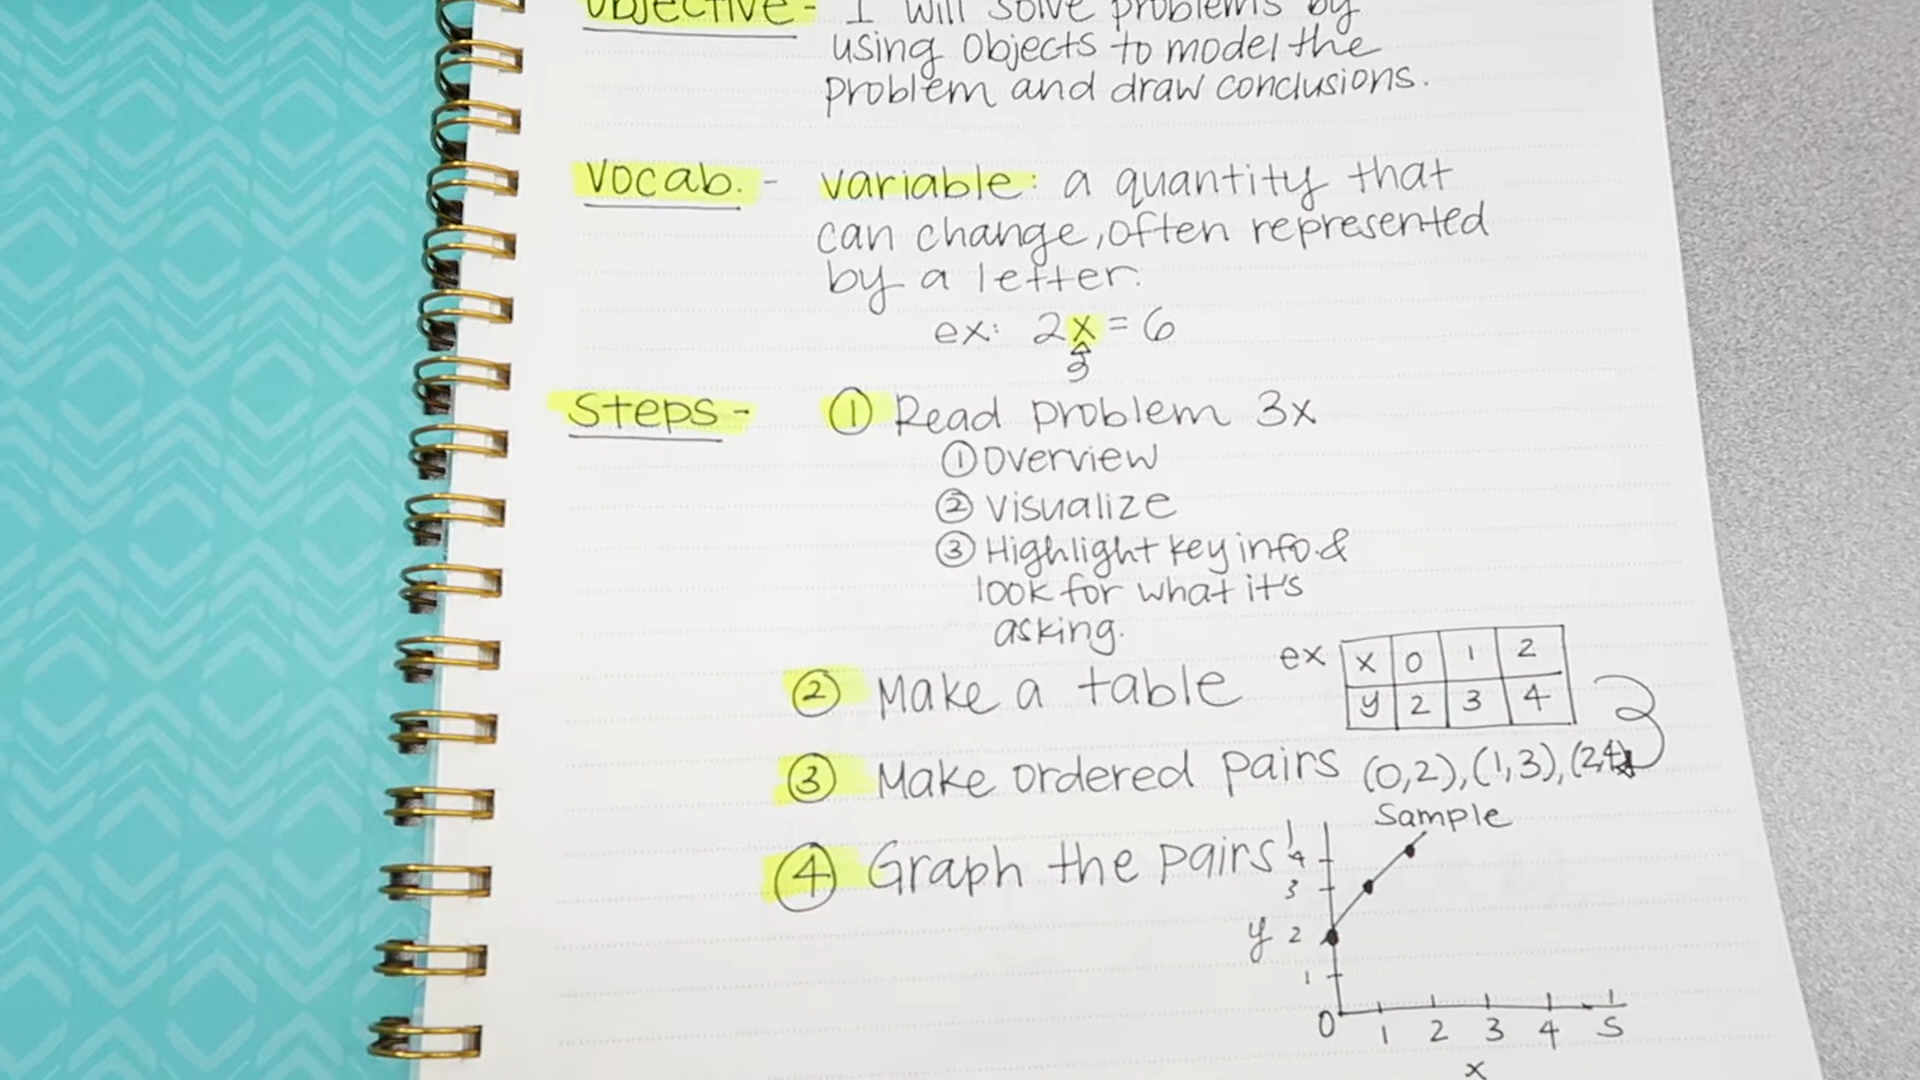 Objective - I will solve problems by
using objects to model the
problem and draw conclusions.
Vocab. - variable: a quantity that
can change, often represented
by a letter.
ex: 2x = 6
3
Steps - ① Read problem 3x
① Overview
② Visualize
③ Highlight key info. &
look for what it's
asking.
② Make a table ex x 0 1 2
y 2 3 4
③ Make ordered pairs (0,2), (1,3), (2,4)
Sample
④ Graph the pairs
4
3
y 2
1
0 1 2 3 4 5
x